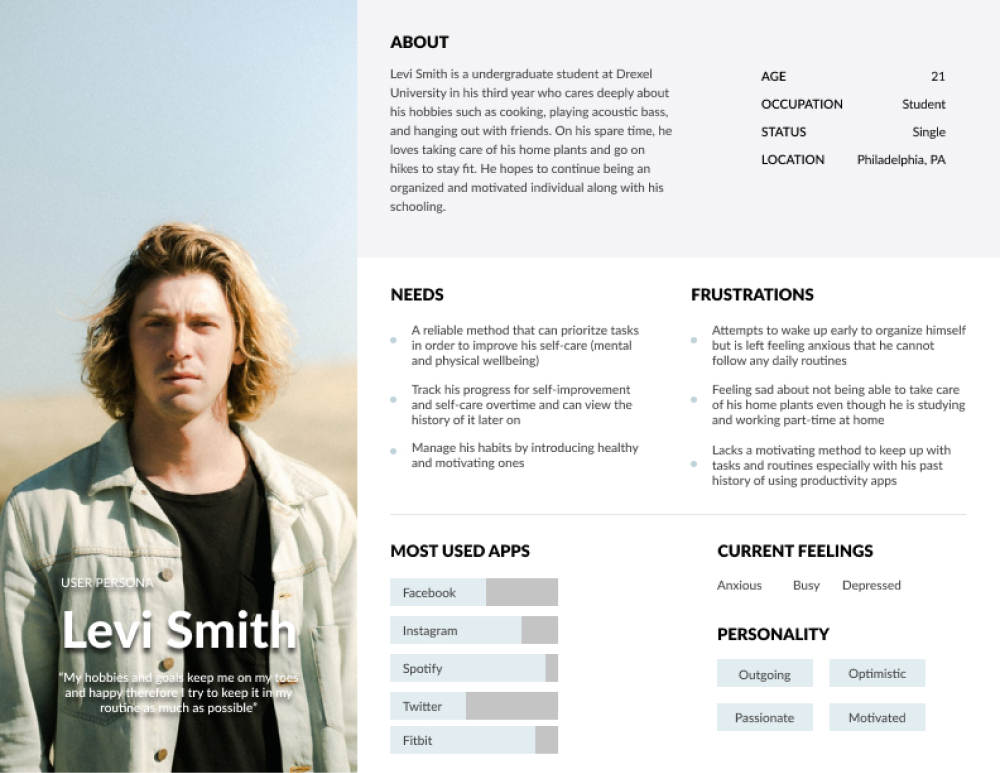 ABOUT
Levi Smith is a undergraduate student at Drexel
University in his third year who cares deeply about
his hobbies such as cooking, playing acoustic bass,
and hanging out with friends. On his spare time, he
loves taking care of his home plants and go on
hikes to stay fit. He hopes to continue being an
organized and motivated individual along with his
schooling.
AGE 21
OCCUPATION Student
STATUS Single
LOCATION Philadelphia, PA
NEEDS
A reliable method that can prioritze tasks
in order to improve his self-care (mental
and physical wellbeing)
Track his progress for self-improvement
and self-care overtime and can view the
history of it later on
Manage his habits by introducing healthy
and motivating ones
FRUSTRATIONS
Attempts to wake up early to organize himself
but is left feeling anxious that he cannot
follow any daily routines
Feeling sad about not being able to take care
of his home plants even though he is studying
and working part-time at home
Lacks a motivating method to keep up with
tasks and routines especially with his past
history of using productivity apps
USER PERSONA
Levi Smith
"My hobbies and goals keep me on my toes
and happy therefore I try to keep it in my
routine as much as possible"
MOST USED APPS
Facebook
Instagram
Spotify
Twitter
Fitbit
CURRENT FEELINGS
Anxious Busy Depressed
PERSONALITY
Outgoing Optimistic
Passionate Motivated